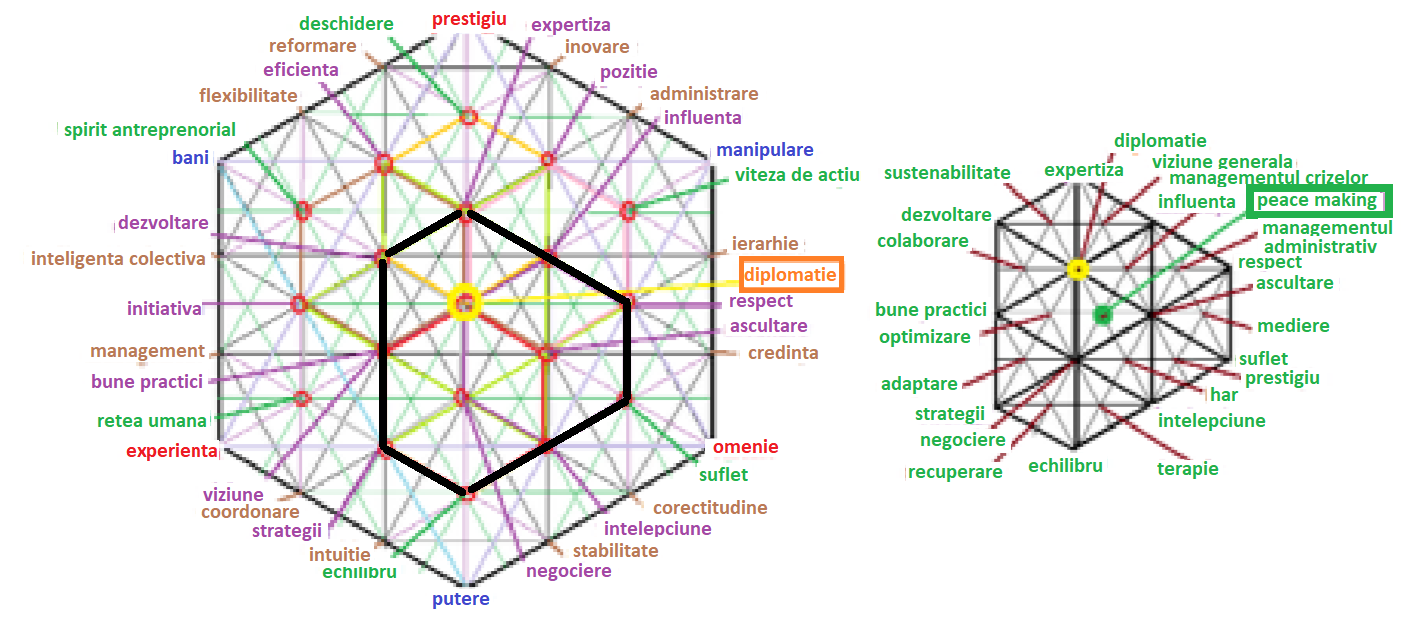 prestigiu
deschidere
expertiza
reformare
inovare
eficienta
pozitie
flexibilitate
administrare
influenta
spirit antreprenorial
bani
manipulare
viteza de actiu
dezvoltare
inteligenta colectiva
ierarhie
diplomatie
initiativa
respect
ascultare
management
credinta
bune practici
retea umana
experienta
omenie
suflet
viziune
coordonare
corectitudine
strategii
intelepciune
intuitie
stabilitate
echilibru
negociere
putere
diplomatie
sustenabilitate
expertiza
viziune generala
managementul crizelor
influenta
peace making
dezvoltare
managementul
administrativ
colaborare
respect
ascultare
bune practici
optimizare
mediere
suflet
prestigiu
adaptare
har
strategii
intelepciune
negociere
echilibru
terapie
recuperare